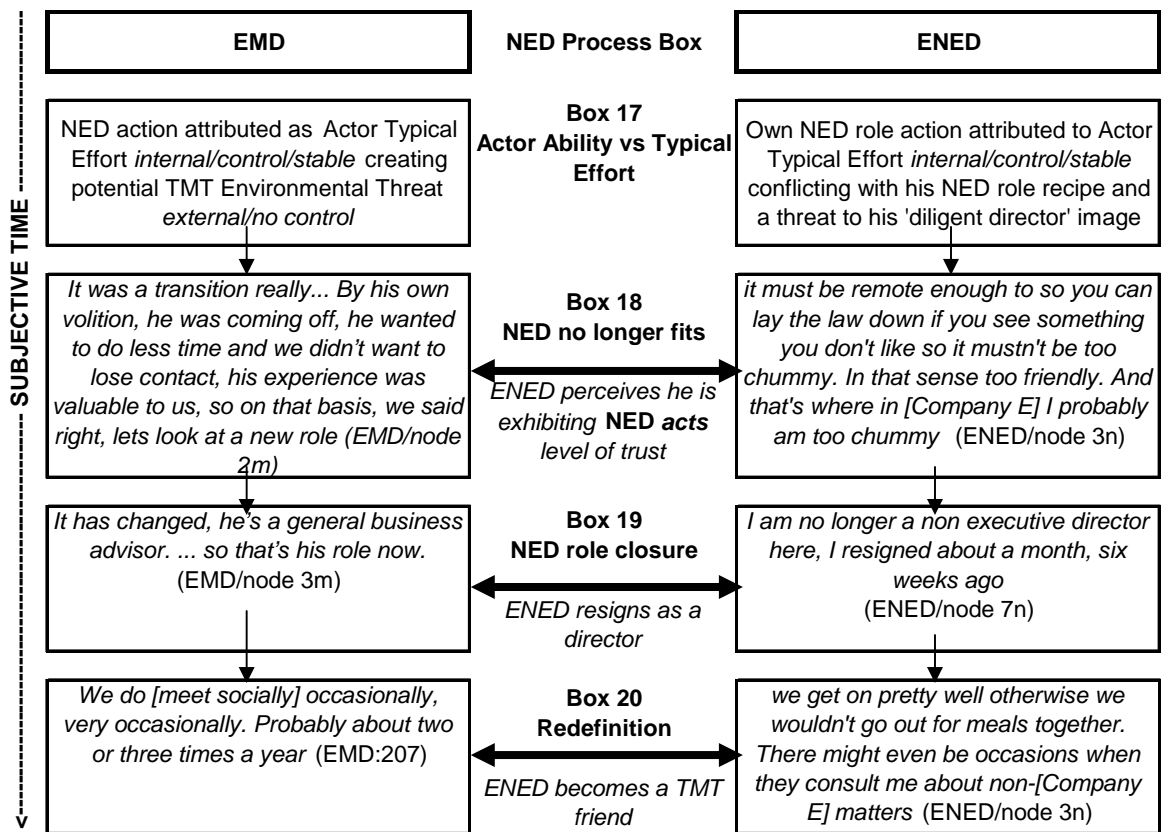 EMD
NED Process Box
ENED
SUBJECTIVE TIME
NED action attributed as Actor Typical
Effort internal/control/stable creating
potential TMT Environmental Threat
external/no control
Box 17
Actor Ability vs Typical
Effort
Own NED role action attributed to Actor
Typical Effort internal/control/stable
conflicting with his NED role recipe and
a threat to his 'diligent director' image
It was a transition really... By his own
volition, he was coming off, he wanted
to do less time and we didn't want to
lose contact, his experience was
valuable to us, so on that basis, we said
right, lets look at a new role (EMD/node
2m)
Box 18
NED no longer fits
ENED perceives he is
exhibiting NED acts
level of trust
it must be remote enough to so you can
lay the law down if you see something
you don't like so it mustn't be too
chummy. In that sense too friendly. And
that's where in [Company E] I probably
am too chummy (ENED/node 3n)
It has changed, he's a general business
advisor. ... so that's his role now.
(EMD/node 3m)
Box 19
NED role closure
ENED resigns as a
director
I am no longer a non executive director
here, I resigned about a month, six
weeks ago
(ENED/node 7n)
We do [meet socially] occasionally,
very occasionally. Probably about two
or three times a year (EMD:207)
Box 20
Redefinition
ENED becomes a TMT
friend
we get on pretty well otherwise we
wouldn't go out for meals together.
There might even be occasions when
they consult me about non-[Company
E] matters (ENED/node 3n)